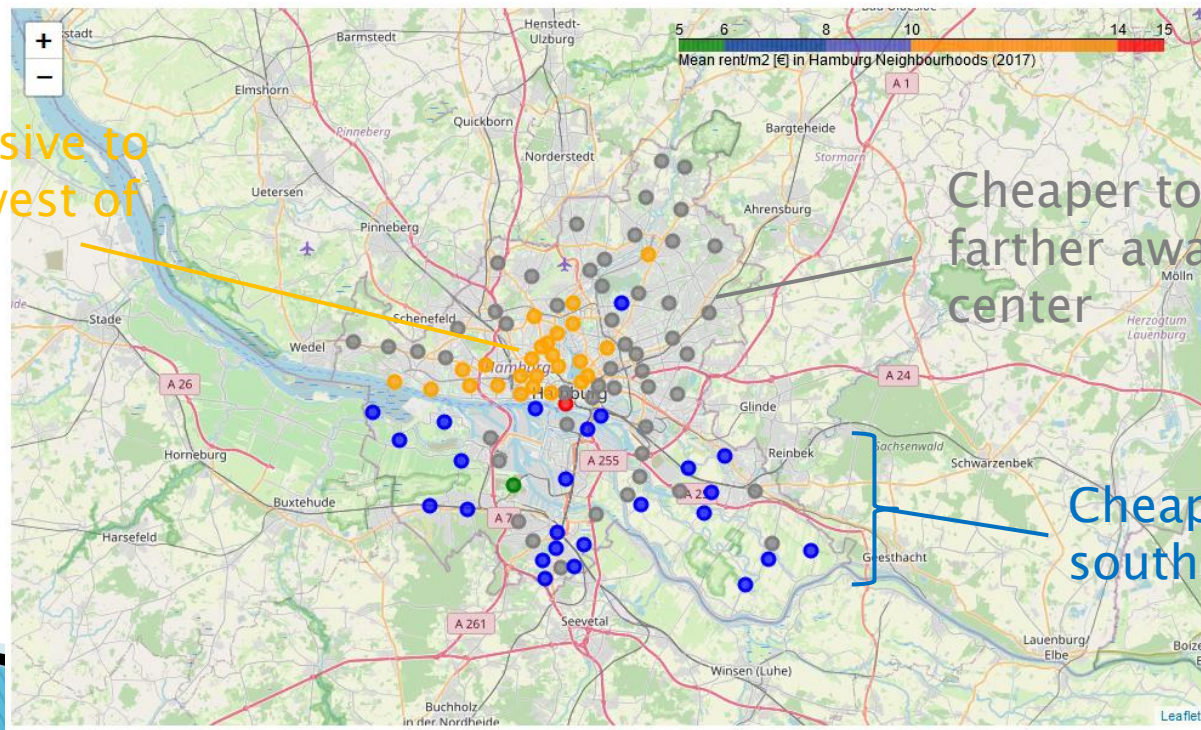 +
−
Barmstedt
Henstedt-
Ulzburg
5 6 8 10 14 15
Mean rent/m2 [€] in Hamburg Neighbourhoods (2017)
A 1
Elmshorn
Quickborn
Pinneberg
Norderstedt
Bargteheide
Stormarn
Uetersen
Pinneberg
Ahrensburg
sive to
vest of
Cheaper to
farther awa
center
Mölln
Stade
Schenefeld
Wedel
Herzogtum
Lauenburg
A 26
Hamburg
Hamburg
A 24
Glinde
Horneburg
A 255
Reinbek
Sachsenwald
Schwarzenbek
Buxtehude
A 7
A 25
Harsefeld
Geesthacht
Cheap
south
A 261
Seevetal
Lauenburg/
Elbe
Winsen (Luhe)
Buchholz
in der Nordheide
Leaflet